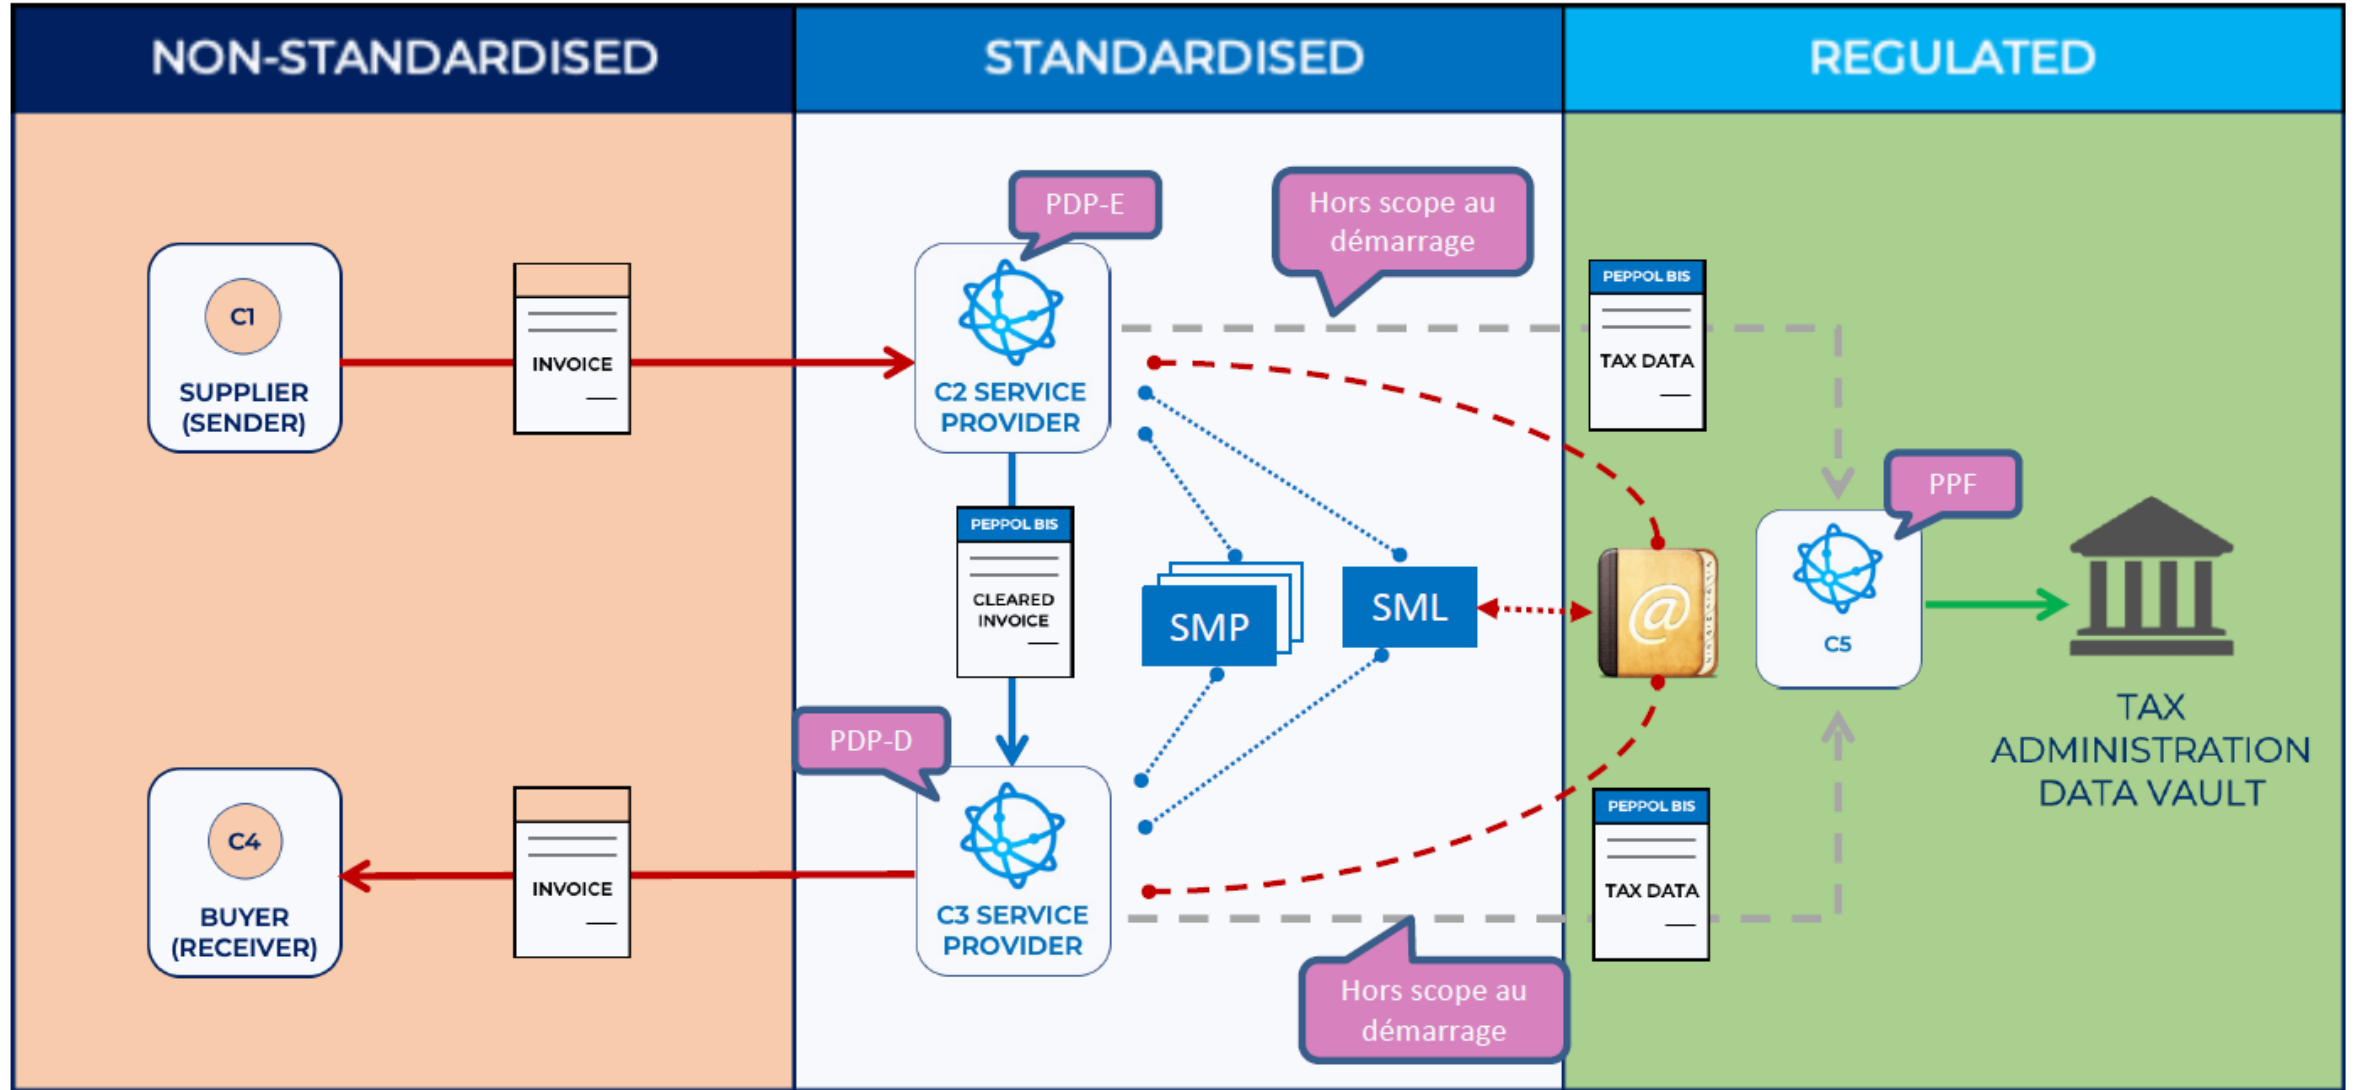 NON-STANDARDISED
STANDARDISED
REGULATED
PDP-E
Hors scope au
démarrage
C1
SUPPLIER
(SENDER)
INVOICE
C2 SERVICE
PROVIDER
PEPPOL BIS
TAX DATA
PPF
PEPPOL BIS
CLEARED
INVOICE
SMP
SML
@
C5
TAX
ADMINISTRATION
DATA VAULT
PDP-D
C4
BUYER
(RECEIVER)
INVOICE
C3 SERVICE
PROVIDER
PEPPOL BIS
TAX DATA
Hors scope au
démarrage